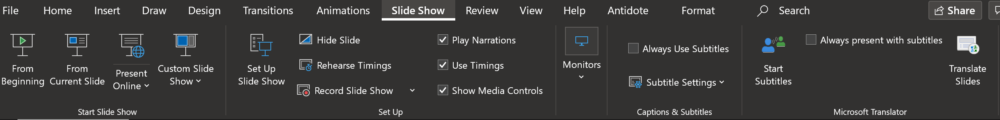 File Home Insert Draw Design Transitions Animations Slide Show Review View Help Antidote Format Search Share
From
Beginning
From
Current Slide
Present
Online
Custom Slide
Show
Start Slide Show
Set Up
Slide Show
Hide Slide
Rehearse Timings
Record Slide Show
Play Narrations
Use Timings
Show Media Controls
Set Up
Monitors
Always Use Subtitles
Subtitle Settings
Captions & Subtitles
Start
Subtitles
Always present with subtitles
Translate
Slides
Microsoft Translator